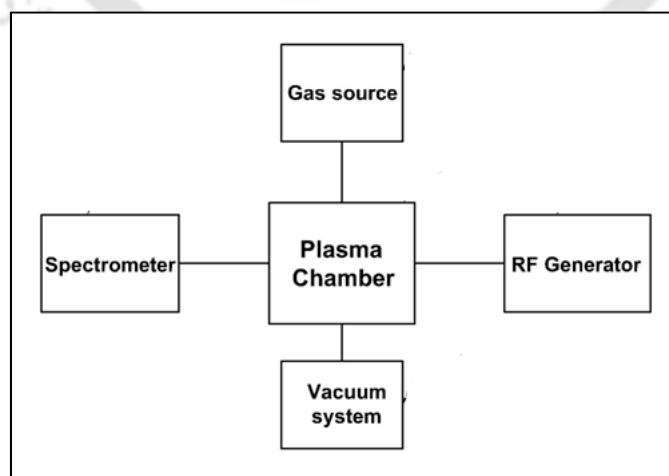 Gas source
Spectrometer
Plasma
Chamber
RF Generator
Vacuum
system